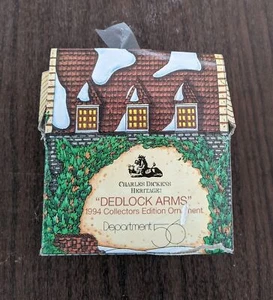 CHARLES DICKENS
HERITAGE
"DEDLOCK ARMS"
1994 Collectors Edition Ornament
Department 56